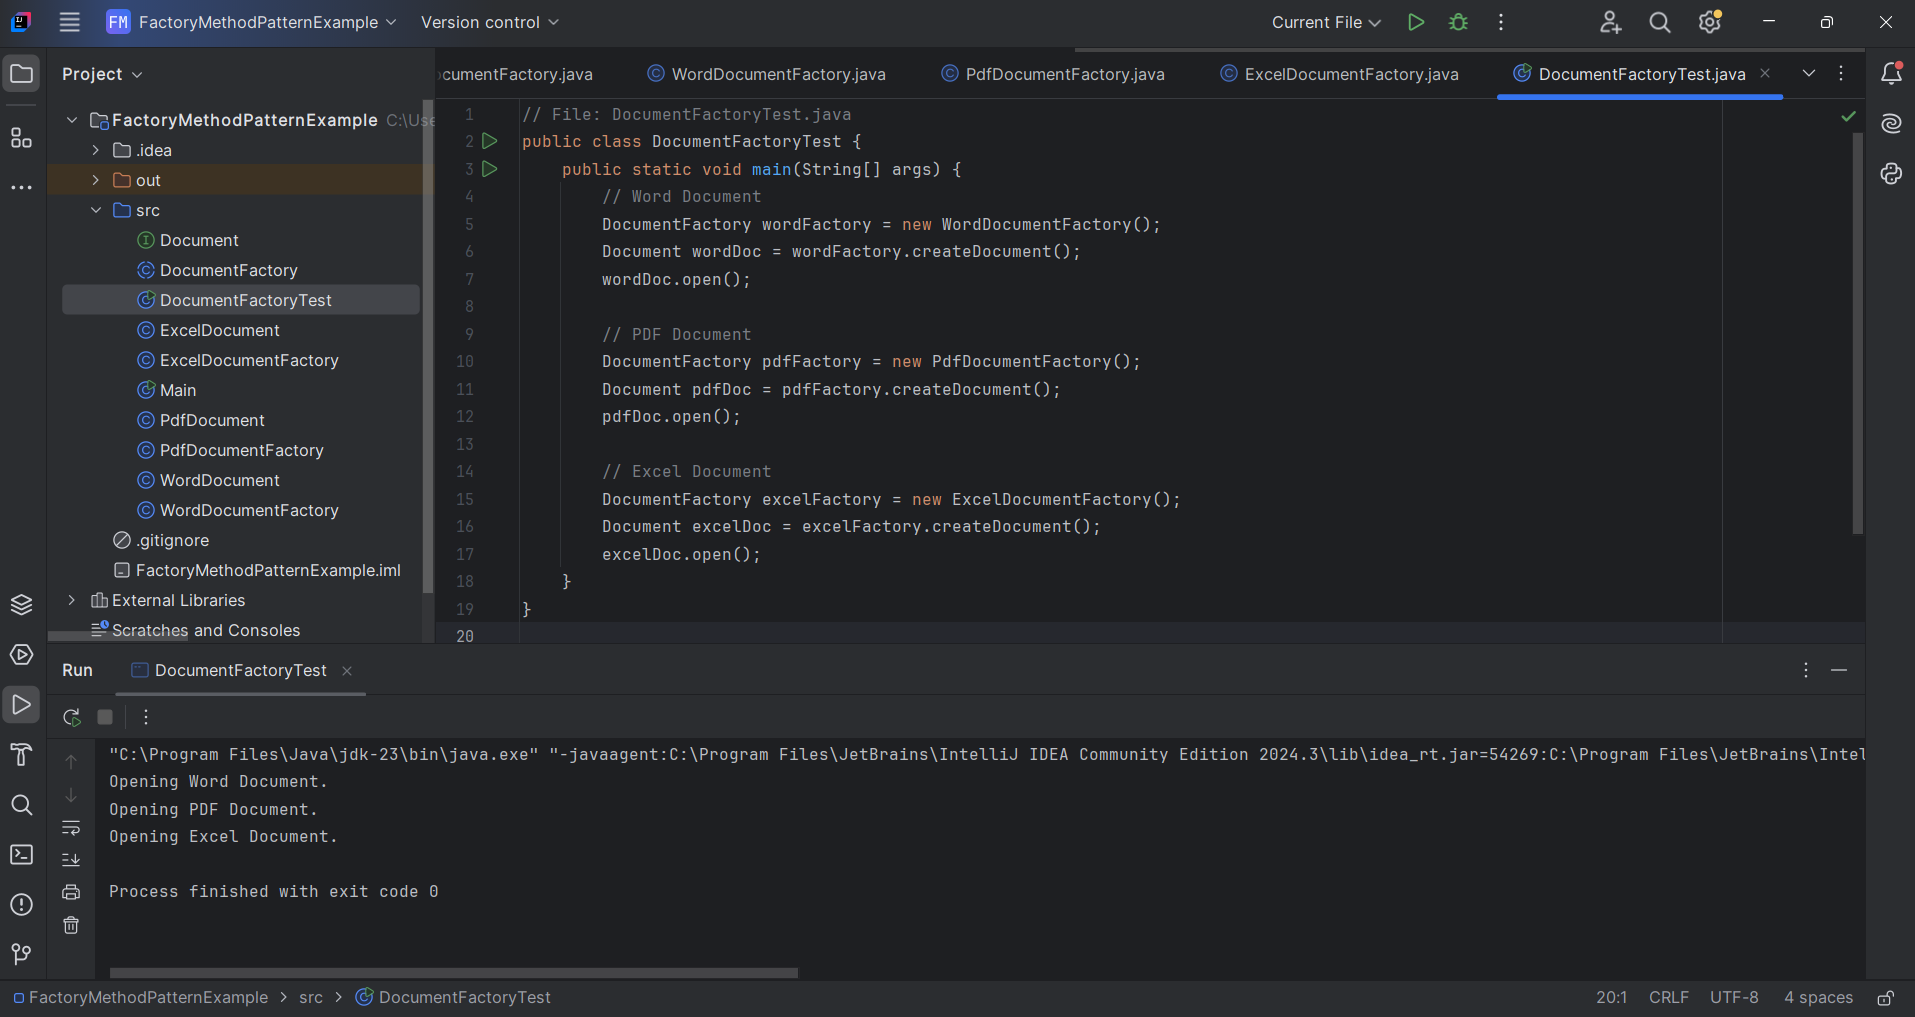 FM FactoryMethodPatternExample Version control Current File
Project
cumentFactory.java WordDocumentFactory.java PdfDocumentFactory.java ExcelDocumentFactory.java DocumentFactoryTest.java
FactoryMethodPatternExample C:\Use
.idea
out
src
Document
DocumentFactory
DocumentFactoryTest
ExcelDocument
ExcelDocumentFactory
Main
PdfDocument
PdfDocumentFactory
WordDocument
WordDocumentFactory
.gitignore
FactoryMethodPatternExample.iml
External Libraries
Scratches and Consoles
1 // File: DocumentFactoryTest.java
2 public class DocumentFactoryTest {
3 public static void main(String[] args) {
4 // Word Document
5 DocumentFactory wordFactory = new WordDocumentFactory();
6 Document wordDoc = wordFactory.createDocument();
7 wordDoc.open();
8
9 // PDF Document
10 DocumentFactory pdfFactory = new PdfDocumentFactory();
11 Document pdfDoc = pdfFactory.createDocument();
12 pdfDoc.open();
13
14 // Excel Document
15 DocumentFactory excelFactory = new ExcelDocumentFactory();
16 Document excelDoc = excelFactory.createDocument();
17 excelDoc.open();
18 }
19 }
20
Run DocumentFactoryTest
"C:\Program Files\Java\jdk-23\bin\java.exe" "-javaagent:C:\Program Files\JetBrains\IntelliJ IDEA Community Edition 2024.3\lib\idea_rt.jar=54269:C:\Program Files\JetBrains\Intel
Opening Word Document.
Opening PDF Document.
Opening Excel Document.
Process finished with exit code 0
FactoryMethodPatternExample > src > DocumentFactoryTest 20:1 CRLF UTF-8 4 spaces